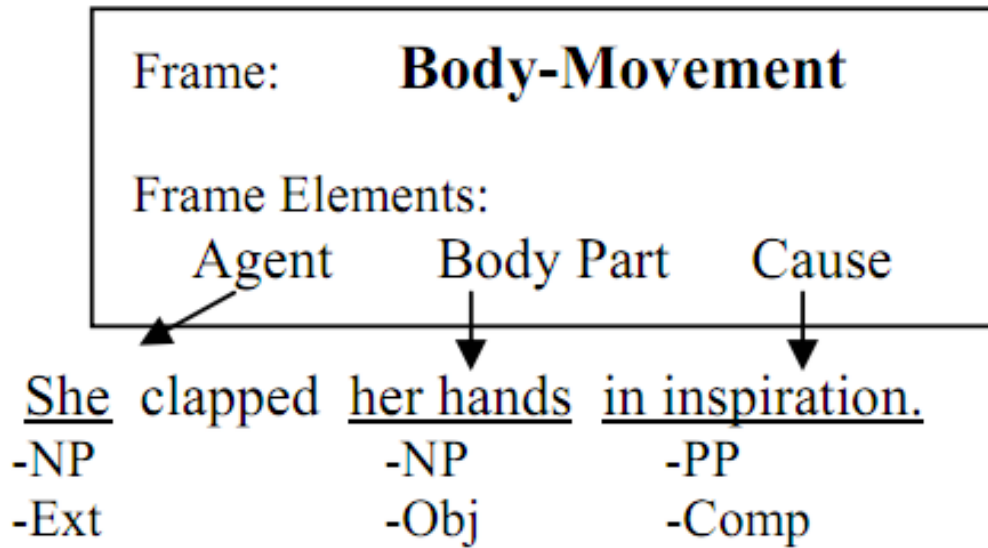 Frame: Body-Movement
Frame Elements:
Agent Body Part Cause
She clapped her hands in inspiration.
-NP -NP -PP
-Ext -Obj -Comp